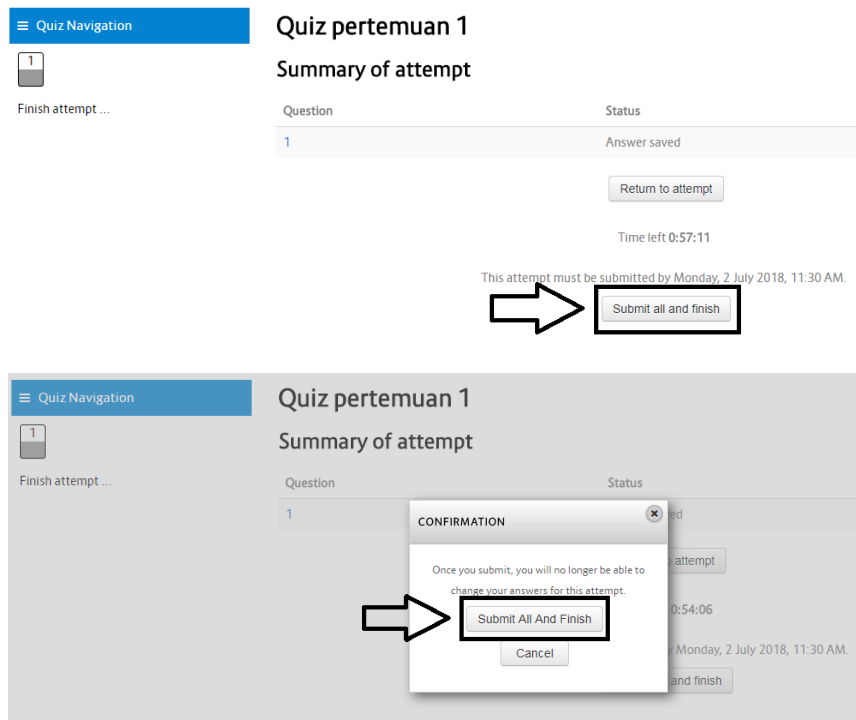 Quiz Navigation
1
Finish attempt ...
Quiz pertemuan 1
Summary of attempt
Question Status
1 Answer saved
Return to attempt
Time left 0:57:11
This attempt must be submitted by Monday, 2 July 2018, 11:30 AM.
Submit all and finish
Quiz Navigation
1
Finish attempt ...
Quiz pertemuan 1
Summary of attempt
Question Status
1 ed
CONFIRMATION
Once you submit, you will no longer be able to
change your answers for this attempt.
Submit All And Finish
Cancel
attempt
0:54:06
Monday, 2 July 2018, 11:30 AM.
and finish